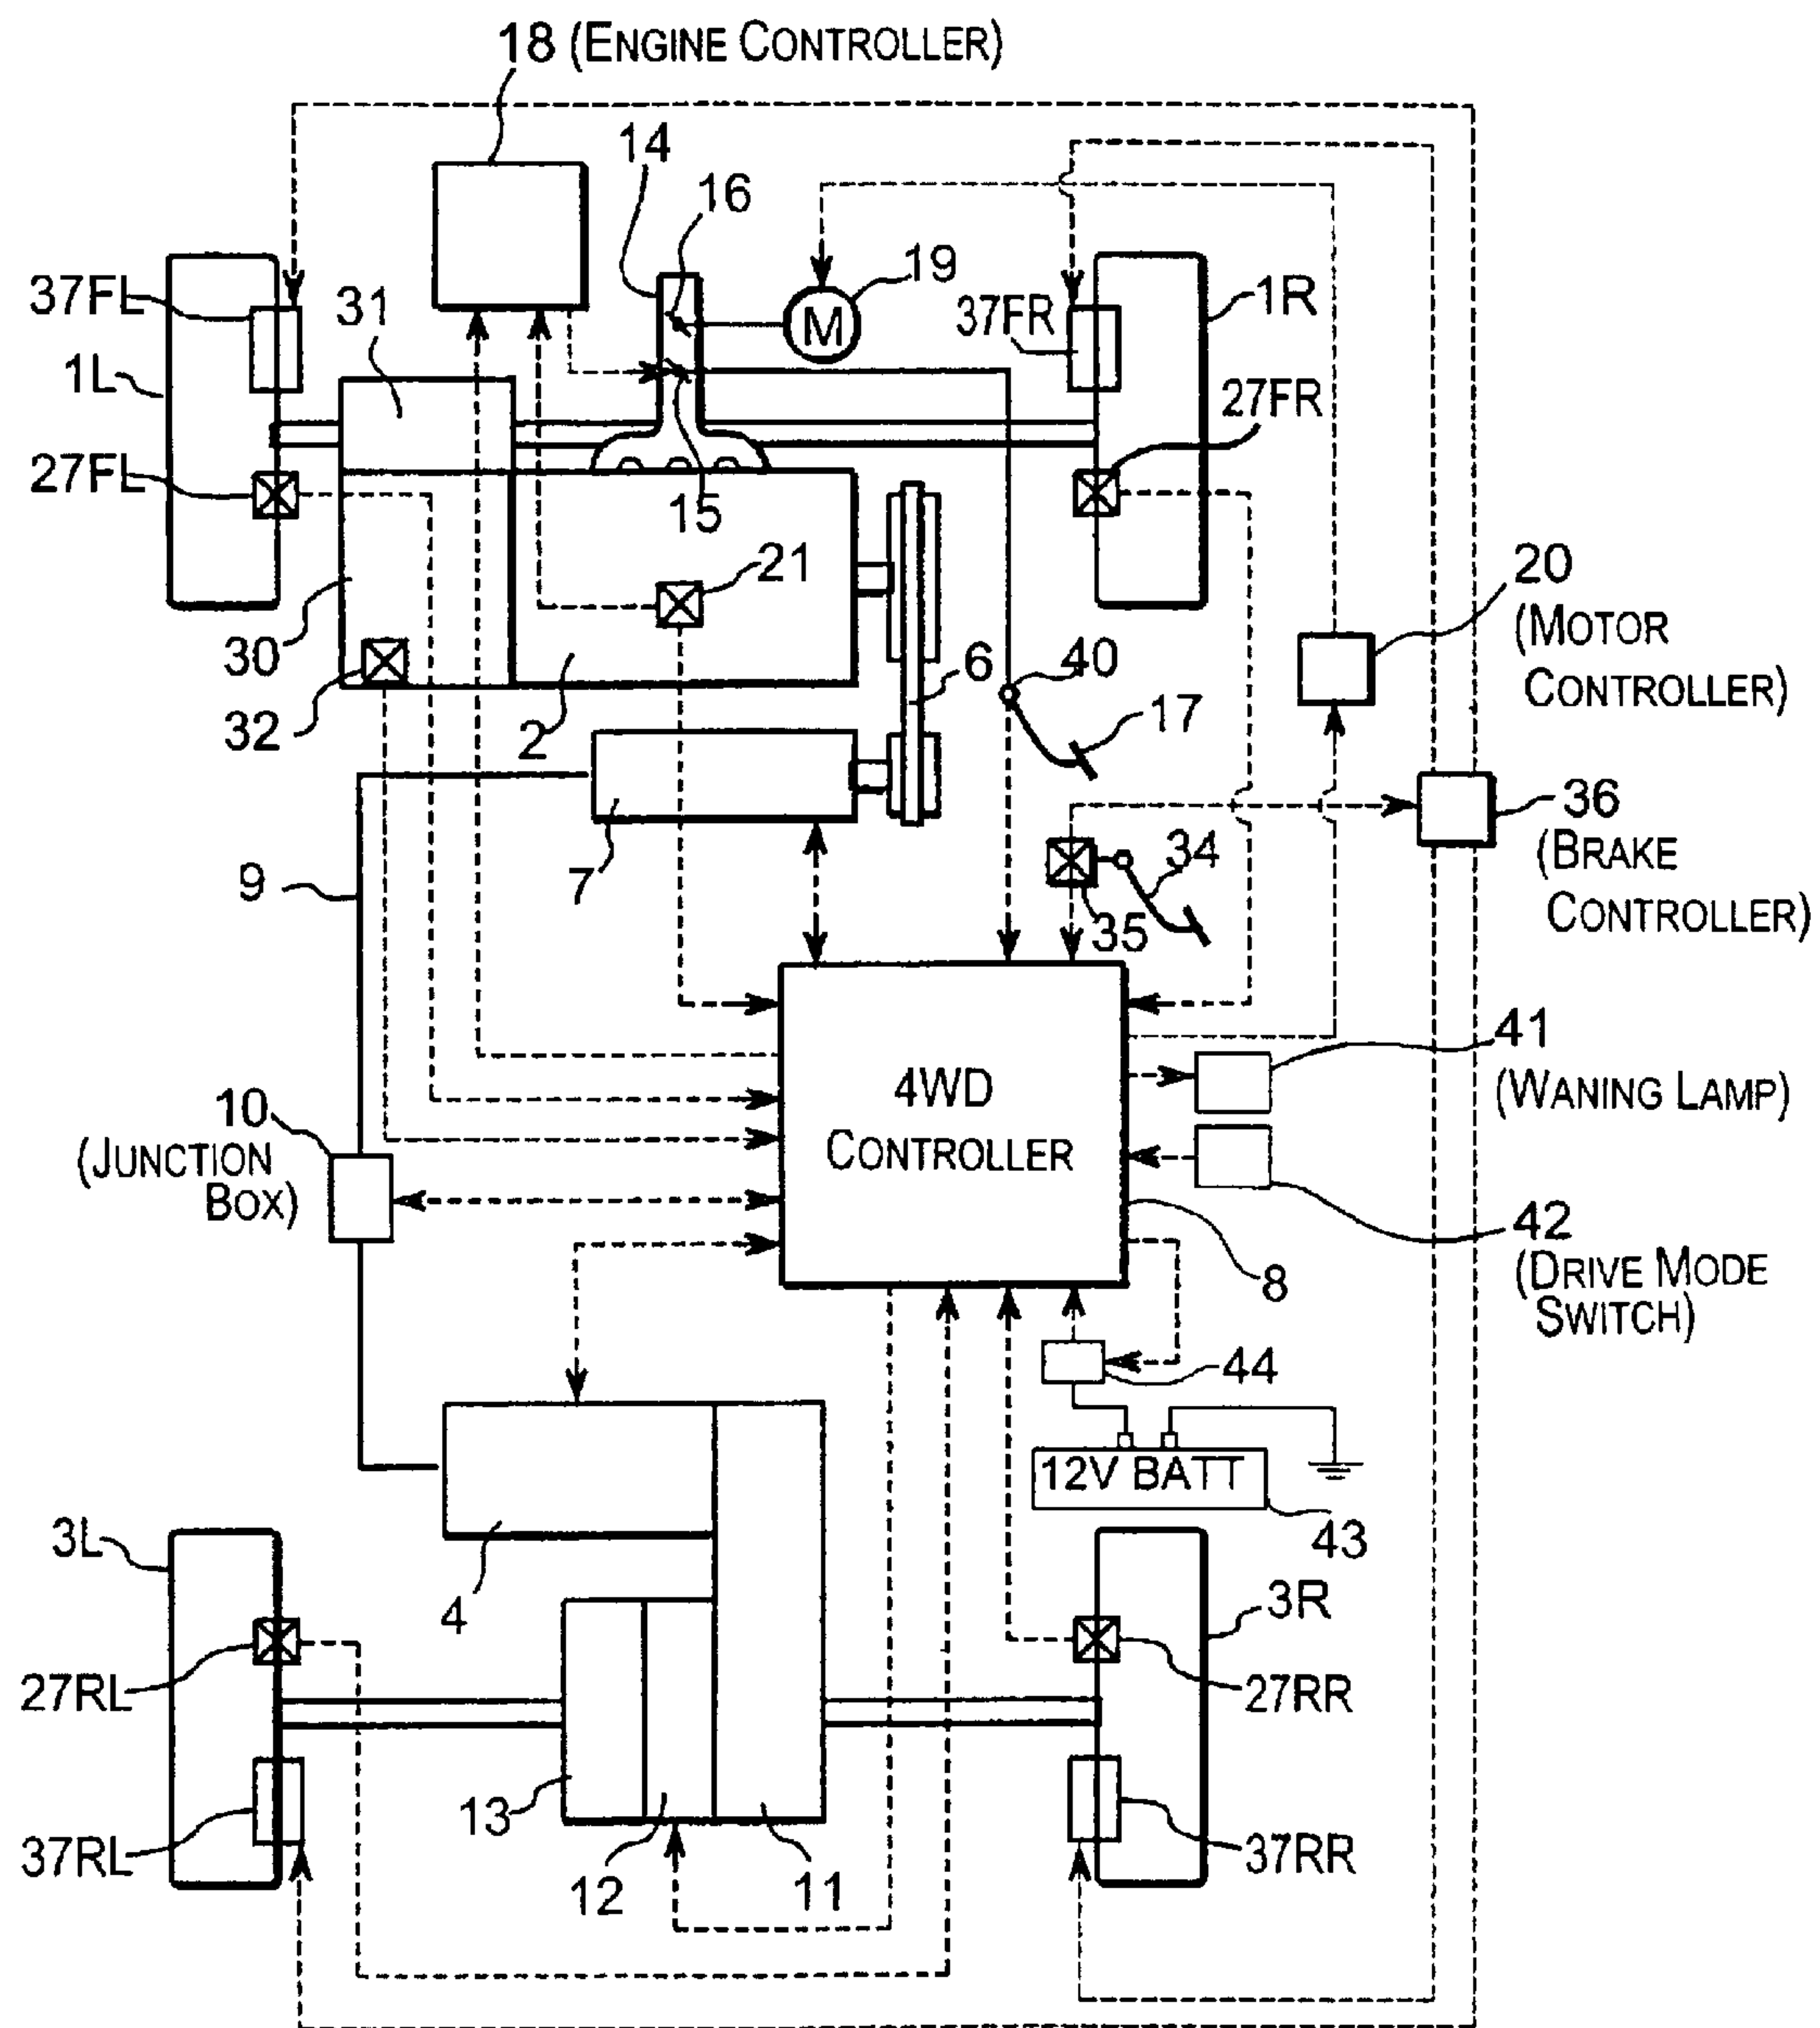 18 (ENGINE CONTROLLER)
14
16
19
M
37FL
31
37FR
1R
1L
27FR
27FL
15
21
20
(MOTOR
CONTROLLER)
30
6
40
17
32
2
36
(BRAKE
CONTROLLER)
9
7
34
35
41
(WANING LAMP)
4WD
CONTROLLER
10
(JUNCTION
BOX)
42
(DRIVE MODE
SWITCH)
8
44
12V BATT
43
3L
4
3R
27RL
27RR
13
37RL
12
11
37RR